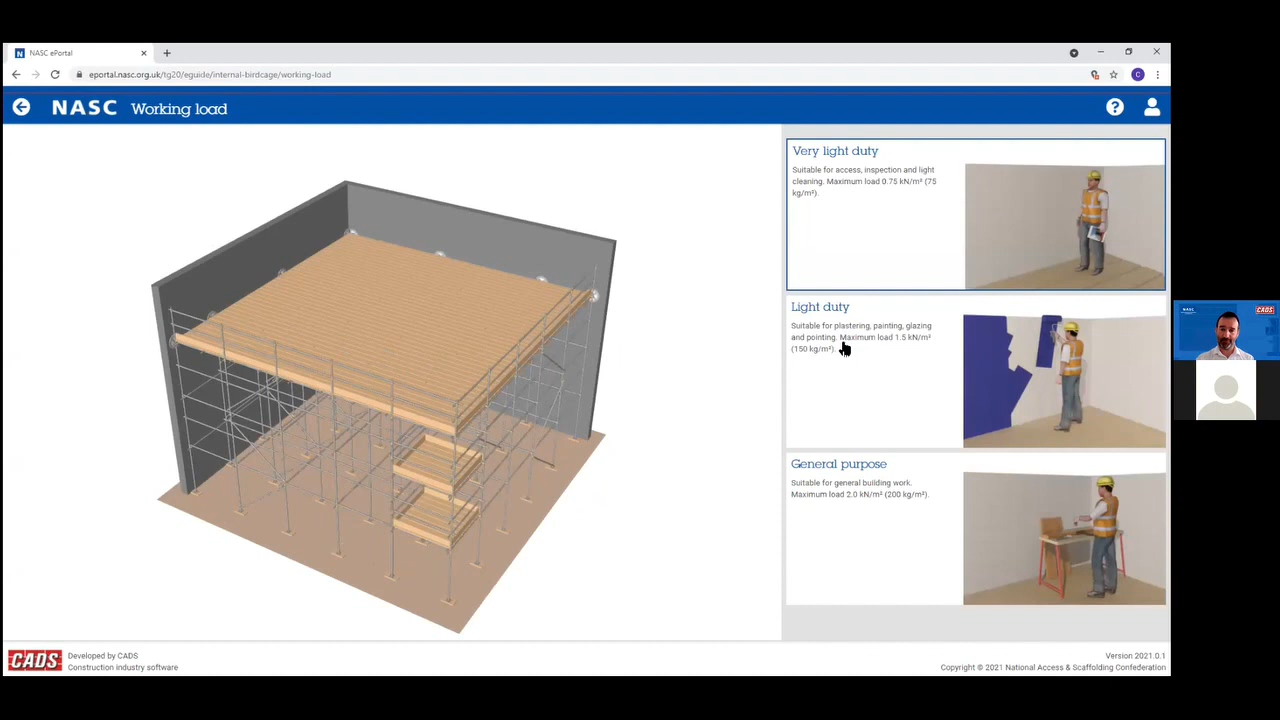 NASC ePortal
eportal.nasc.org.uk/tg20/eguide/internal-birdcage/working-load
C
NASC Working load
Very light duty
Suitable for access, inspection and light
cleaning. Maximum load 0.75 kN/m² (75
kg/m²).
Light duty
Suitable for plastering, painting, glazing
and pointing. Maximum load 1.5 kN/m²
(150 kg/m²).
General purpose
Suitable for general building work.
Maximum load 2.0 kN/m² (200 kg/m²).
NASC
CADS
CADS
Developed by CADS
Construction industry software
Version 2021.0.1
Copyright © 2021 National Access & Scaffolding Confederation